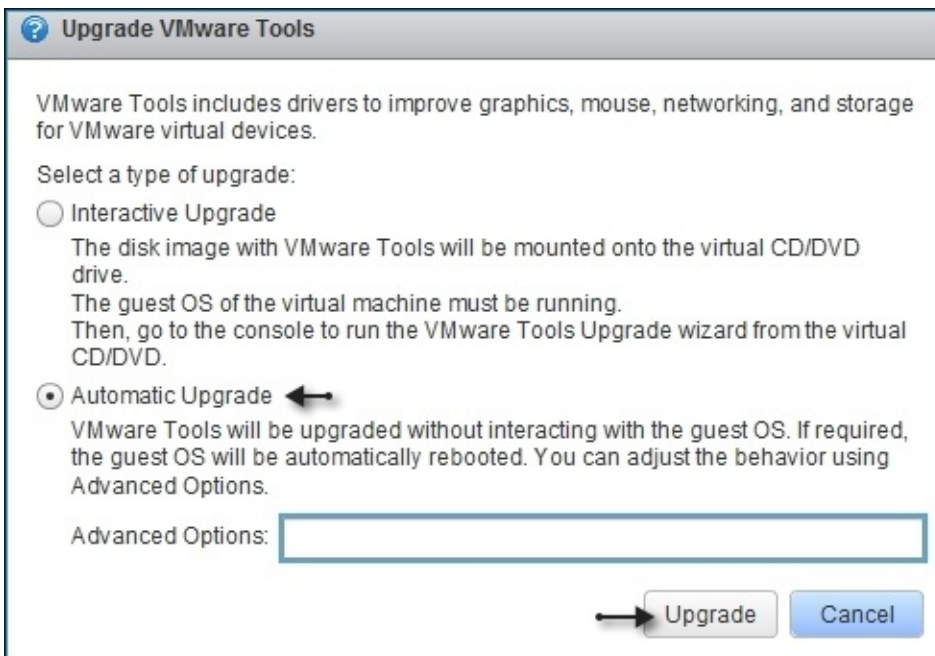 Upgrade VMware Tools
VMware Tools includes drivers to improve graphics, mouse, networking, and storage
for VMware virtual devices.
Select a type of upgrade:
Interactive Upgrade
The disk image with VMware Tools will be mounted onto the virtual CD/DVD
drive.
The guest OS of the virtual machine must be running.
Then, go to the console to run the VMware Tools Upgrade wizard from the virtual
CD/DVD.
Automatic Upgrade
VMware Tools will be upgraded without interacting with the guest OS. If required,
the guest OS will be automatically rebooted. You can adjust the behavior using
Advanced Options.
Advanced Options:
Upgrade Cancel